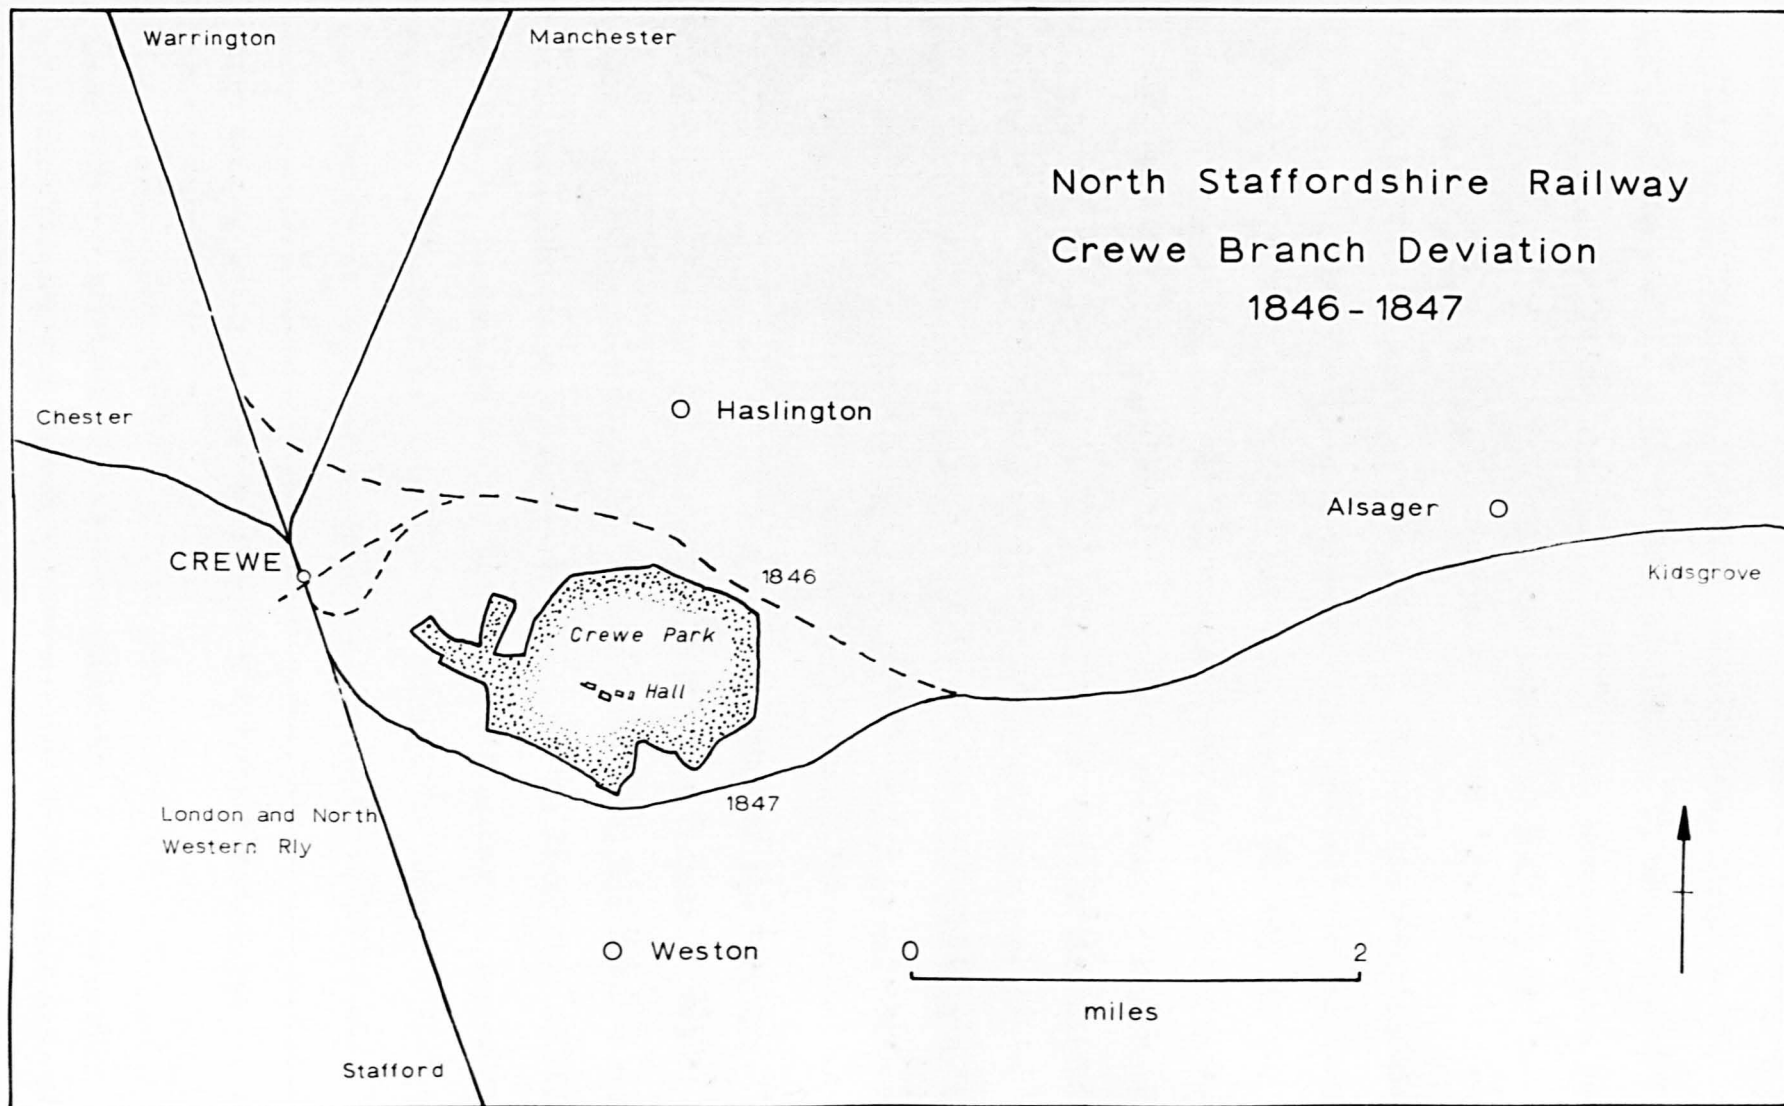 Warrington
Manchester
North Staffordshire Railway
Crewe Branch Deviation
1846-1847
Chester
Haslington
Alsager
CREWE
1846
Kidsgrove
Crewe Park
Hall
1847
London and North
Western Rly
Weston
0 2
miles
Stafford